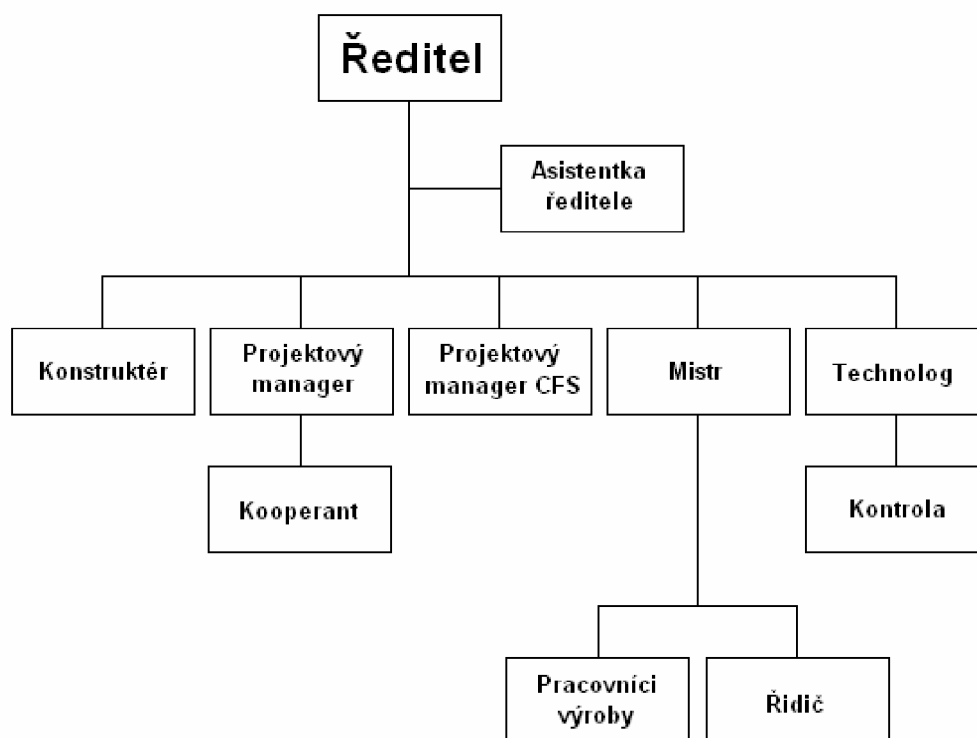 Ředitel
Asistentka
ředitele
Konstruktér
Projektový
manager
Projektový
manager CFS
Mistr
Technolog
Kooperant
Kontrola
Pracovníci
výroby
Řidič